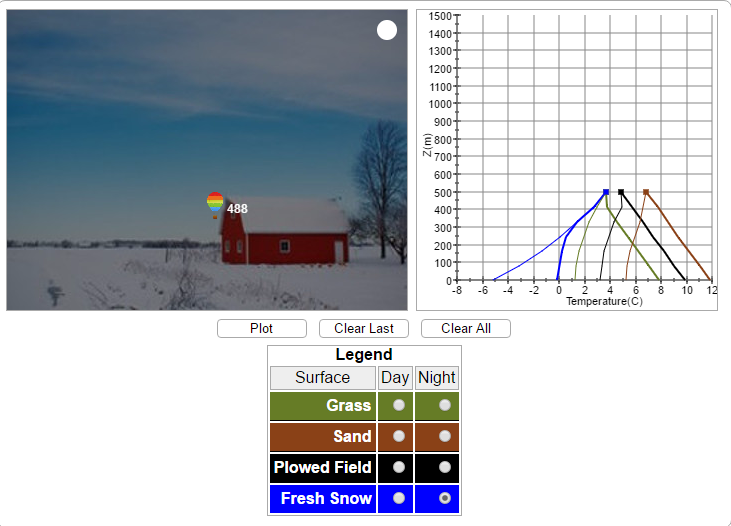 488
1500
1400
1300
1200
1100
1000
900
800
700
600
500
400
300
200
100
0
Z(m)
-8 -6 -4 -2 0 2 4 6 8 10 12
Temperature(C)
Plot Clear Last Clear All
Legend
Surface Day Night
Grass
Sand
Plowed Field
Fresh Snow